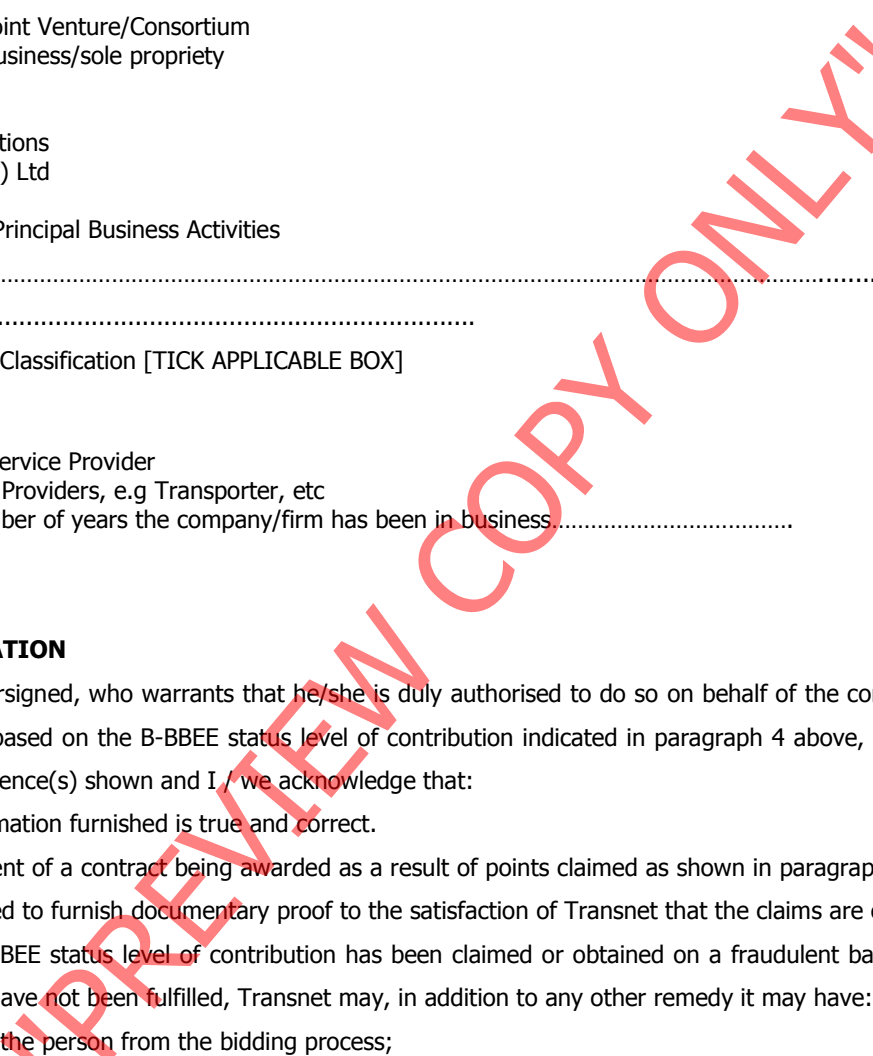 oint Venture/Consortium
usiness/sole propriety
tions
) Ltd
Principal Business Activities
…………………………………………………………………………………………………………………..……
……………………………………………………………….
Classification [TICK APPLICABLE BOX]
ervice Provider
Providers, e.g Transporter, etc
ber of years the company/firm has been in business……………………………….
ATION
rsigned, who warrants that he/she is duly authorised to do so on behalf of the co
based on the B-BBEE status level of contribution indicated in paragraph 4 above,
ence(s) shown and I / we acknowledge that:
mation furnished is true and correct.
ent of a contract being awarded as a result of points claimed as shown in paragrap
ed to furnish documentary proof to the satisfaction of Transnet that the claims are
BEE status level of contribution has been claimed or obtained on a fraudulent ba
ave not been fulfilled, Transnet may, in addition to any other remedy it may have:
the person from the bidding process;
"PREVIEW COPY ONLY"